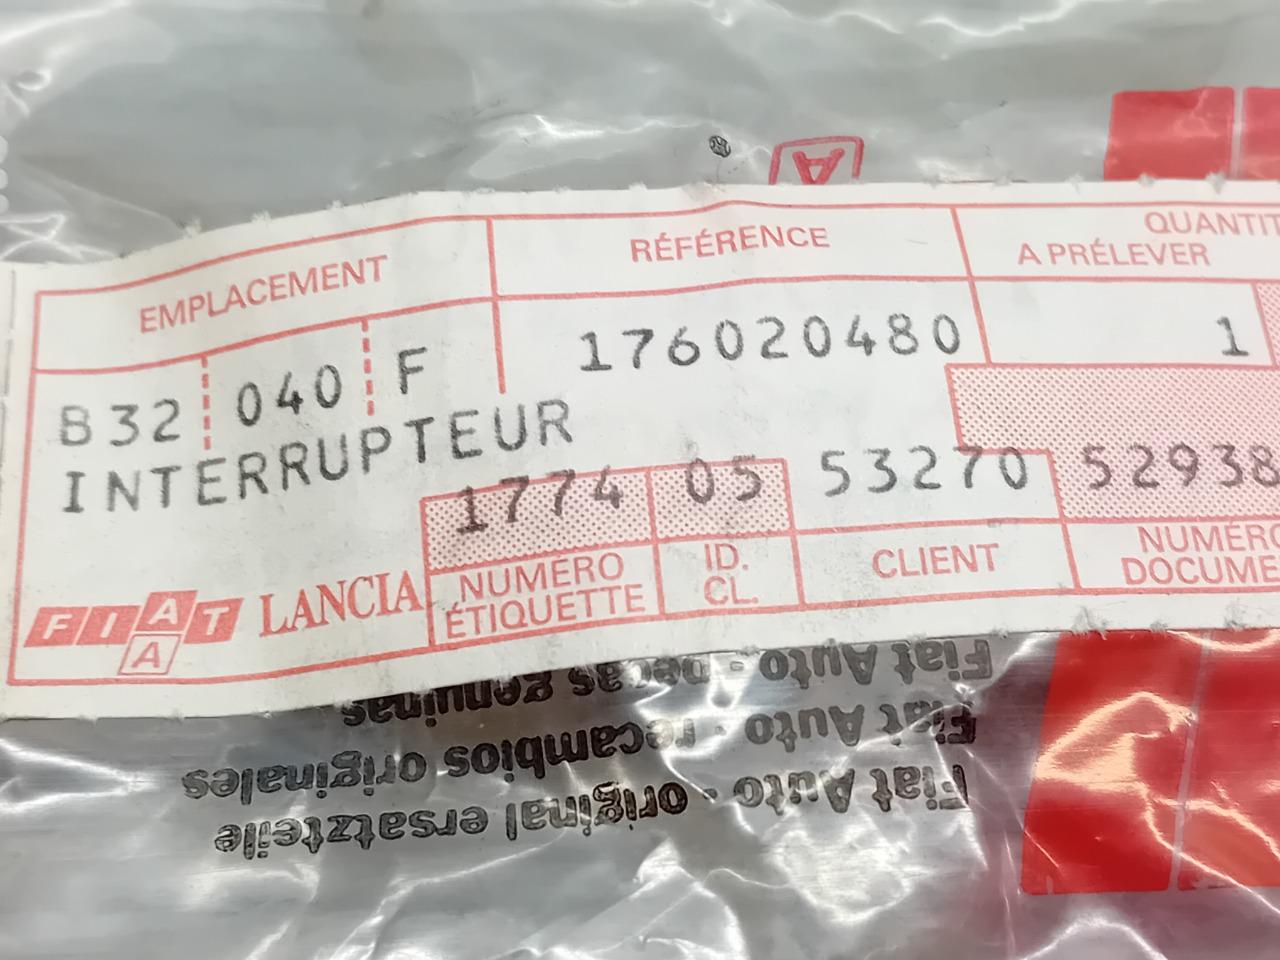 A
EMPLACEMENT RÉFÉRENCE QUANTIT
A PRÉLEVER
B32 040 F 176020480 1
INTERRUPTEUR
1774 05 53270 52938
NUMÉRO ÉTIQUETTE ID. CL. CLIENT NUMÉRO DOCUME
FIAT LANCIA
A
Fiat Auto - peças genuinas
Fiat Auto - recambios originales
Fiat Auto - original ersatzteile